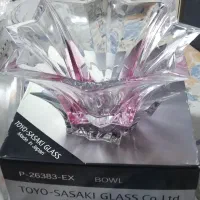 TOYO-SASAKI GLASS
Made in Japan
P-26383-EX BOWL
TOYO-SASAKI GLASS Co.,Ltd.